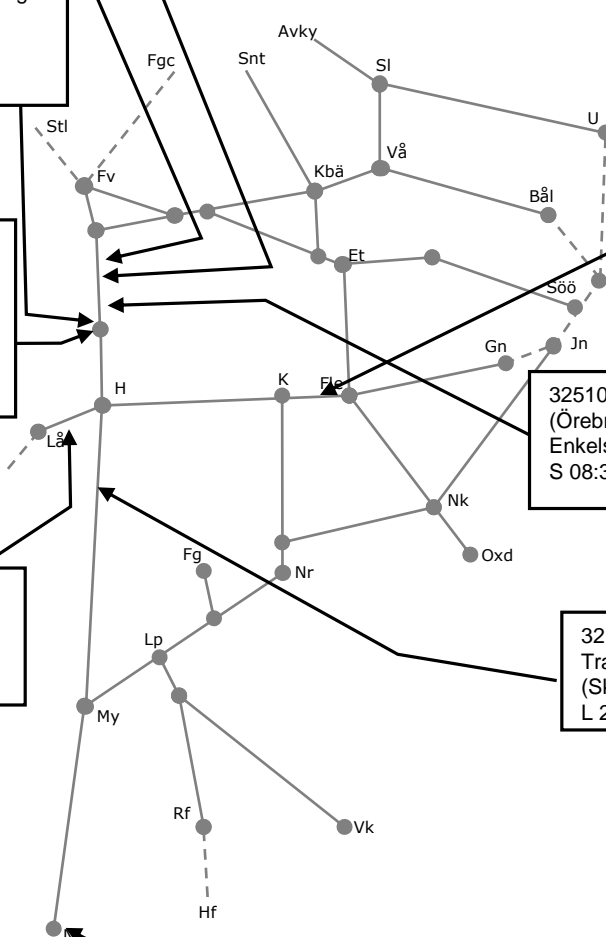 Avky
Snt
Sl
Fgc
U
Stl
Vå
Kbä
Fv
Bål
Et
Söö
Jn
Gn
K
Fle
H
32510
(Örebr
Enkels
S 08:3
Lå
Nk
Oxd
Fg
Nr
Lp
32
Tra
(Sk
L 2
My
Rf
Vk
Hf